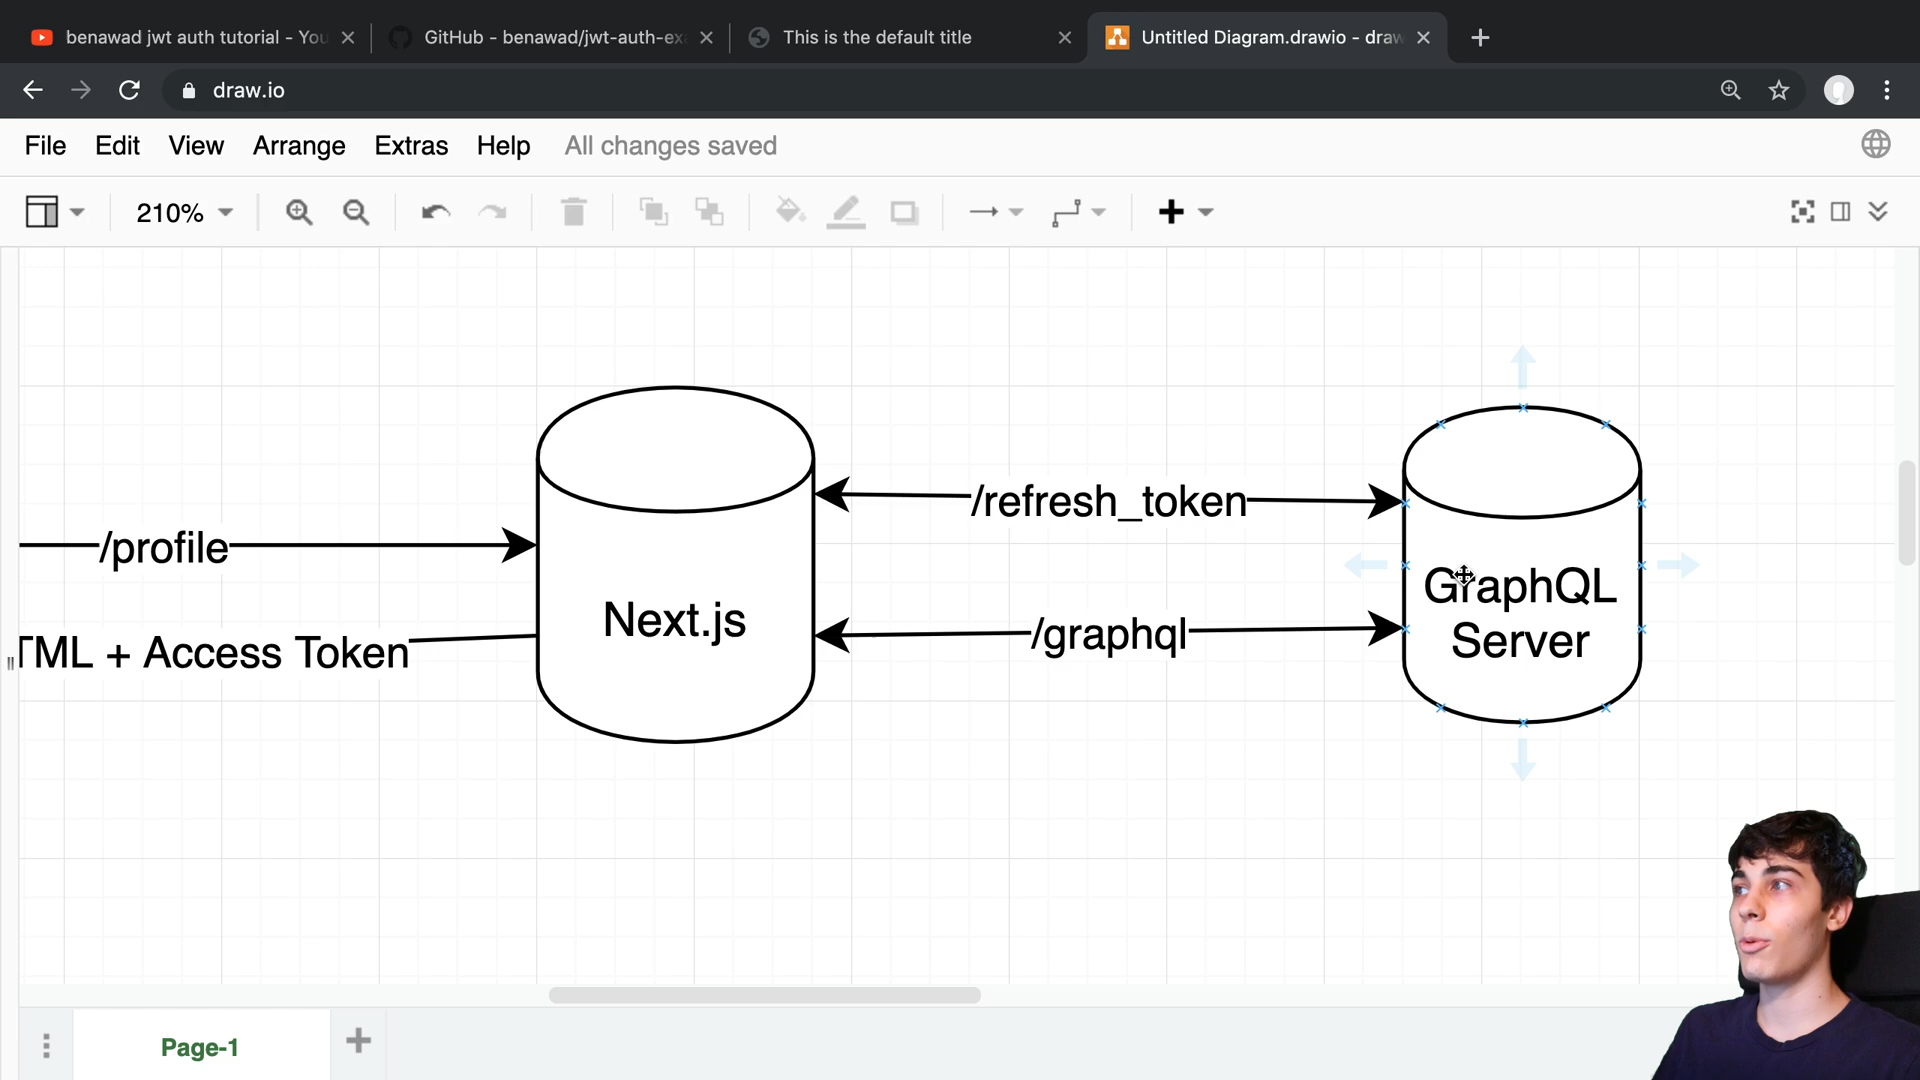 benawad jwt auth tutorial - You
GitHub - benawad/jwt-auth-ex
This is the default title
Untitled Diagram.drawio - draw
draw.io
File Edit View Arrange Extras Help All changes saved
210%
/refresh_token
/profile
GraphQL
Server
Next.js
/graphql
TML + Access Token
Page-1